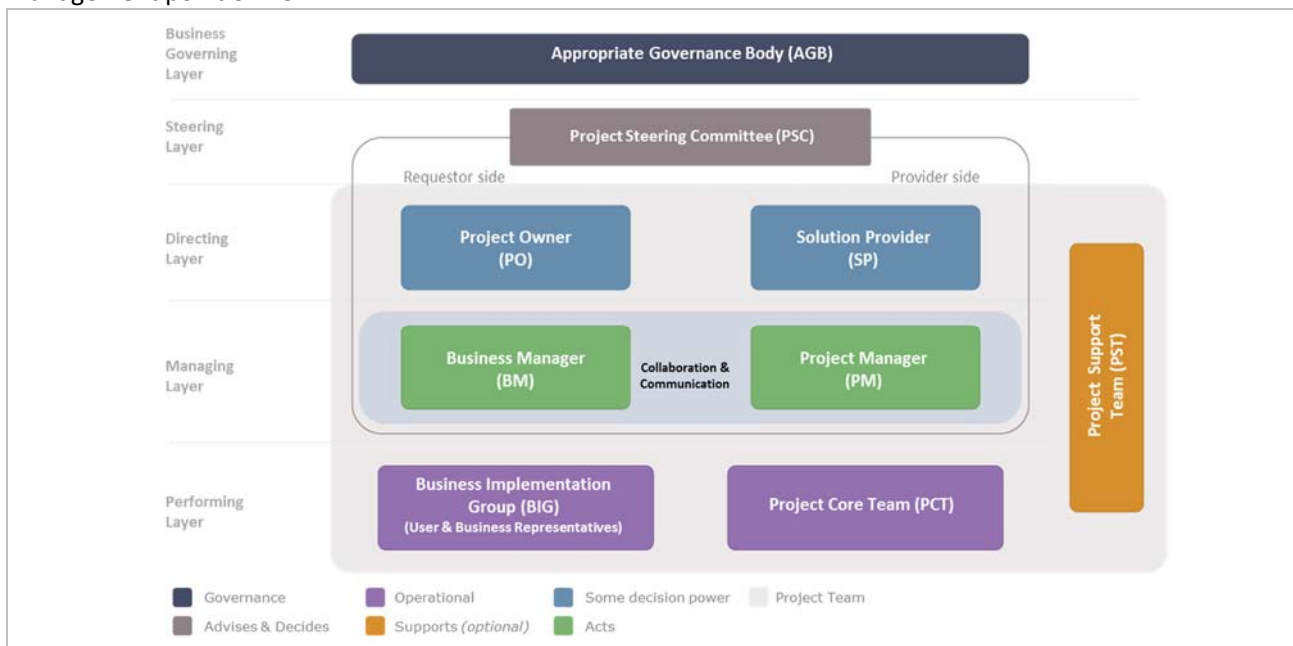 Business
Governing
Layer
Appropriate Governance Body (AGB)
Steering
Layer
Project Steering Committee (PSC)
Requestor side
Provider side
Directing
Layer
Project Owner
(PO)
Solution Provider
(SP)
Managing
Layer
Business Manager
(BM)
Collaboration &
Communication
Project Manager
(PM)
Project Support
Team (PST)
Performing
Layer
Business Implementation
Group (BIG)
(User & Business Representatives)
Project Core Team (PCT)
Governance
Operational
Some decision power
Project Team
Advises & Decides
Supports (optional)
Acts